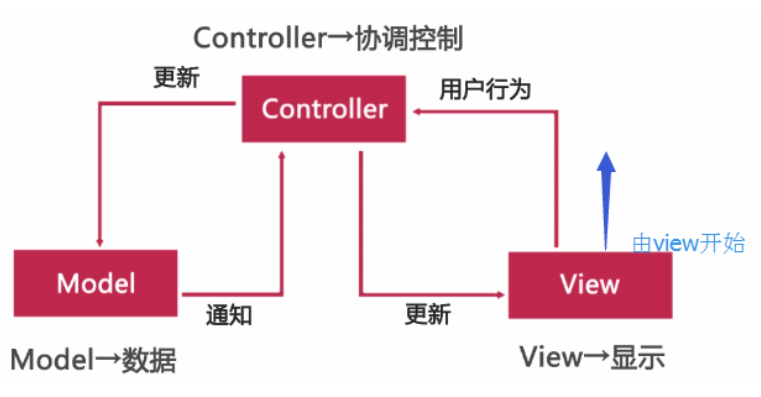 Controller→协调控制
更新
Controller
用户行为
由view开始
Model
View
通知
更新
Model→数据
View→显示